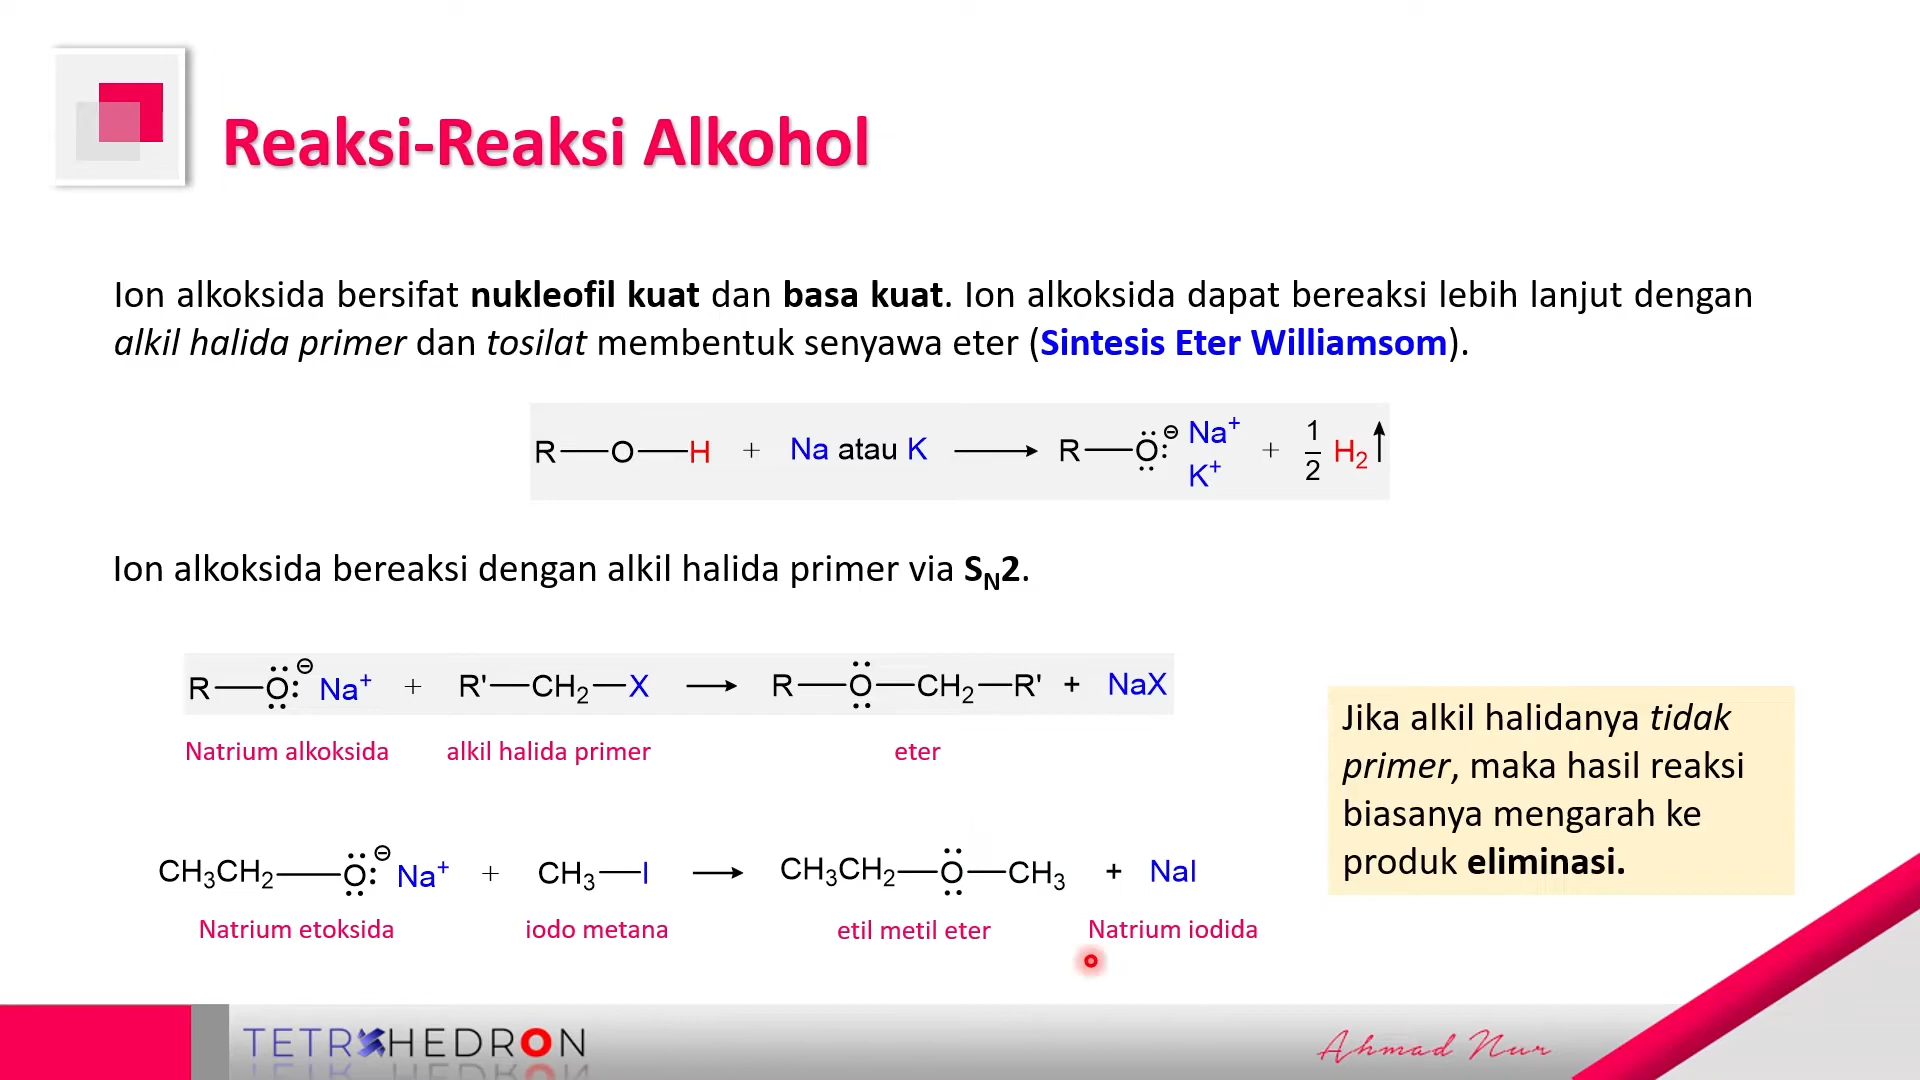 Reaksi-Reaksi Alkohol
Ion alkoksida bersifat nukleofil kuat dan basa kuat. Ion alkoksida dapat bereaksi lebih lanjut dengan
alkil halida primer dan tosilat membentuk senyawa eter (Sintesis Eter Williamsom).
R—O—H + Na atau K ⟶ R—O:⊖ Na⁺ K⁺ + 1/2 H₂↑
Ion alkoksida bereaksi dengan alkil halida primer via SN2.
R—O:⊖ Na⁺ + R'—CH₂—X ⟶ R—O—CH₂—R' + NaX
Natrium alkoksida alkil halida primer eter
CH₃CH₂—O:⊖ Na⁺ + CH₃—I ⟶ CH₃CH₂—O—CH₃ + NaI
Natrium etoksida iodo metana etil metil eter Natrium iodida
Jika alkil halidanya tidak
primer, maka hasil reaksi
biasanya mengarah ke
produk eliminasi.
TETRAHEDRON
Ahmad Nur